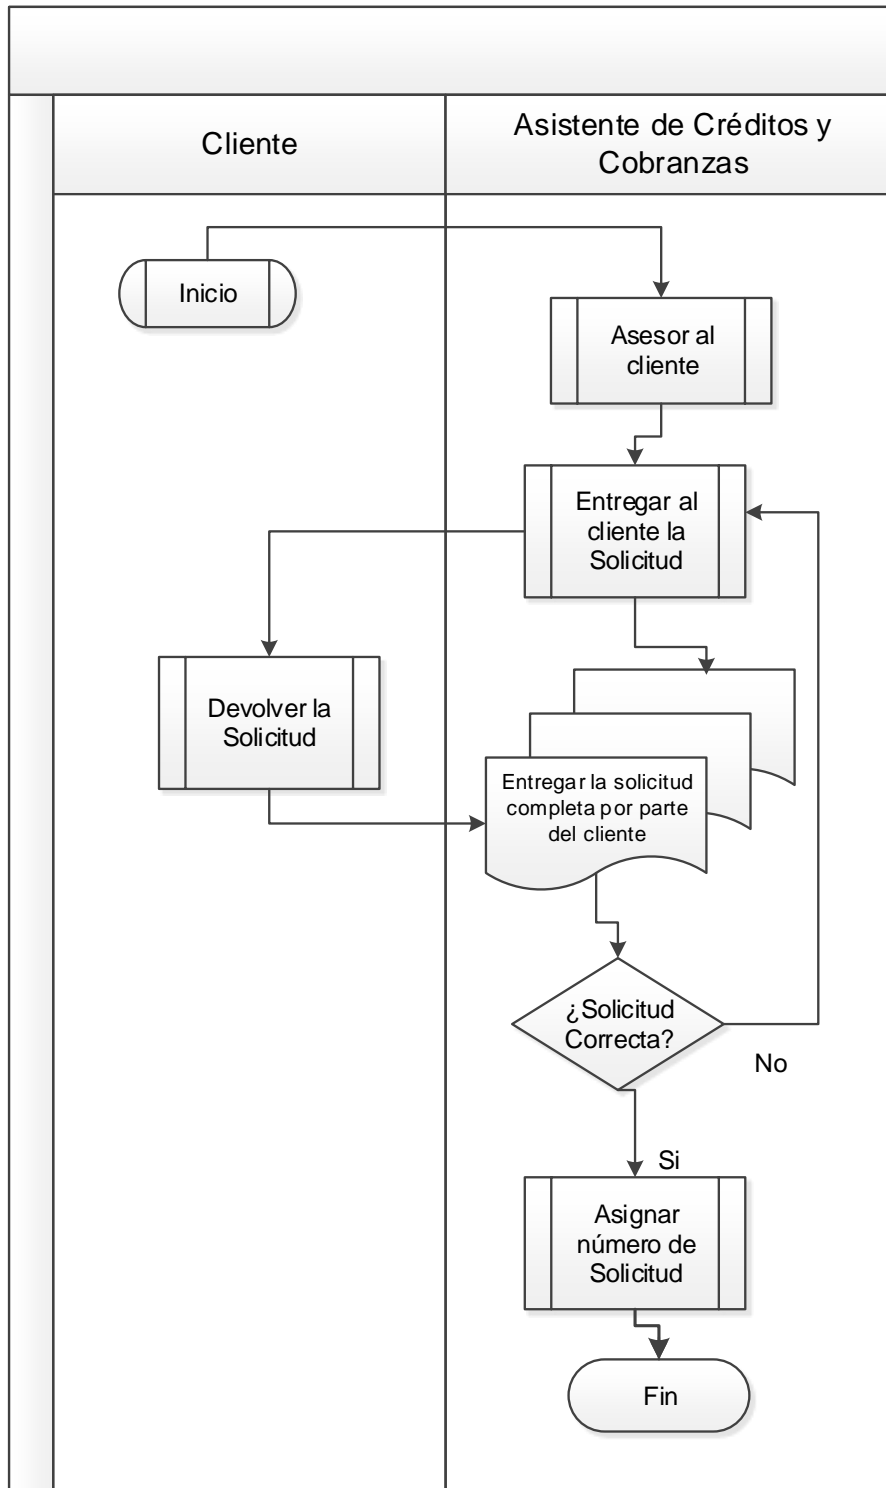 Cliente
Asistente de Créditos y
Cobranzas
Inicio
Asesor al
cliente
Entregar al
cliente la
Solicitud
Devolver la
Solicitud
Entregar la solicitud
completa por parte
del cliente
¿Solicitud
Correcta?
No
Si
Asignar
número de
Solicitud
Fin